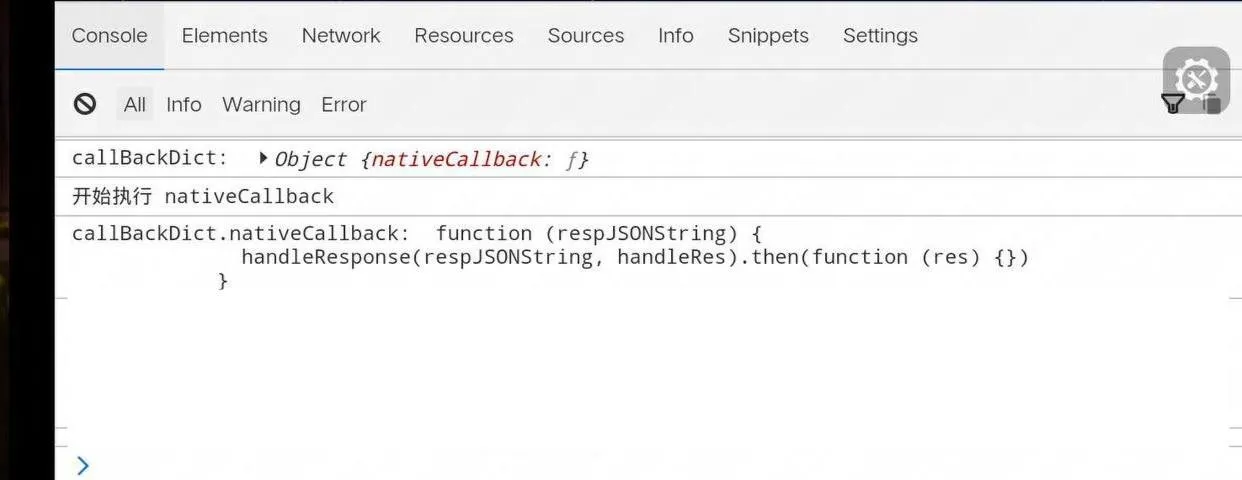 Console Elements Network Resources Sources Info Snippets Settings
All Info Warning Error
callBackDict: Object {nativeCallback: ƒ}
开始执行 nativeCallback
callBackDict.nativeCallback: function (respJSONString) {
handleResponse(respJSONString, handleRes).then(function (res) {})
}